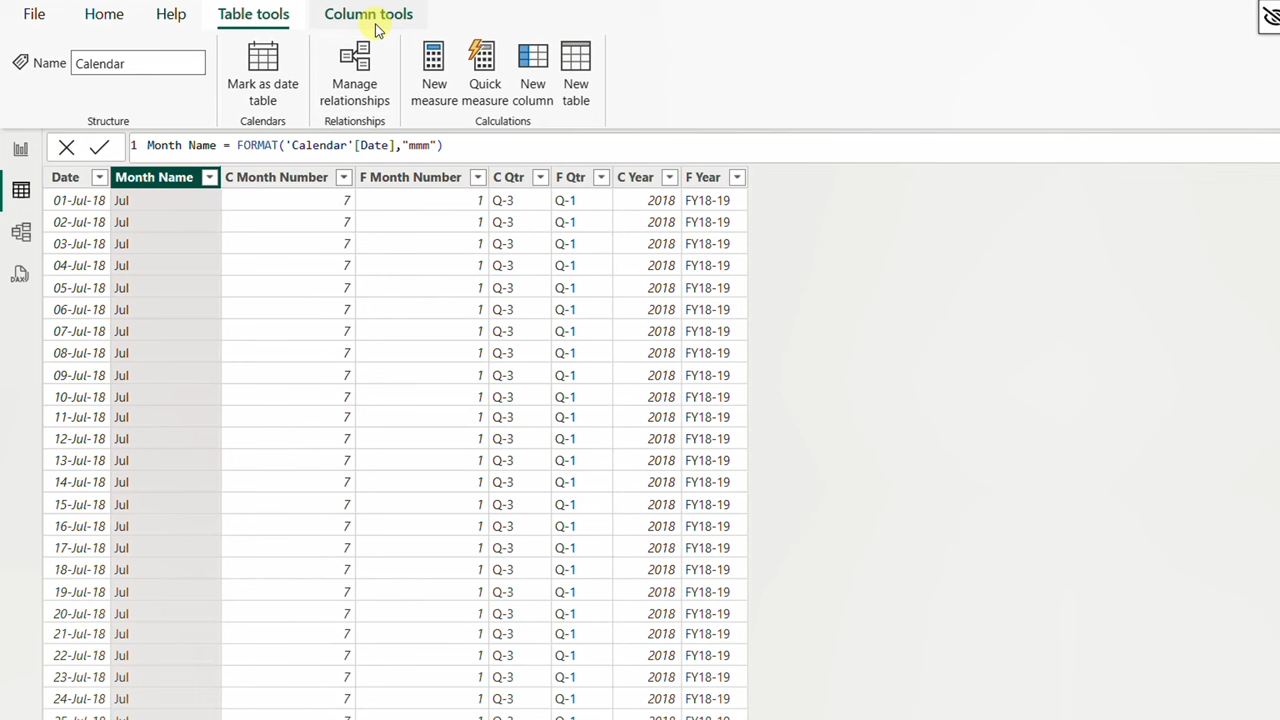 File Home Help Table tools Column tools
Name Calendar
Mark as date table
Manage relationships
New measure
Quick measure
New column
New table
Structure Calendars Relationships Calculations
1 Month Name = FORMAT('Calendar'[Date],"mmm")
DAX
Date Month Name C Month Number F Month Number C Qtr F Qtr C Year F Year
01-Jul-18 Jul 7 1 Q-3 Q-1 2018 FY18-19
02-Jul-18 Jul 7 1 Q-3 Q-1 2018 FY18-19
03-Jul-18 Jul 7 1 Q-3 Q-1 2018 FY18-19
04-Jul-18 Jul 7 1 Q-3 Q-1 2018 FY18-19
05-Jul-18 Jul 7 1 Q-3 Q-1 2018 FY18-19
06-Jul-18 Jul 7 1 Q-3 Q-1 2018 FY18-19
07-Jul-18 Jul 7 1 Q-3 Q-1 2018 FY18-19
08-Jul-18 Jul 7 1 Q-3 Q-1 2018 FY18-19
09-Jul-18 Jul 7 1 Q-3 Q-1 2018 FY18-19
10-Jul-18 Jul 7 1 Q-3 Q-1 2018 FY18-19
11-Jul-18 Jul 7 1 Q-3 Q-1 2018 FY18-19
12-Jul-18 Jul 7 1 Q-3 Q-1 2018 FY18-19
13-Jul-18 Jul 7 1 Q-3 Q-1 2018 FY18-19
14-Jul-18 Jul 7 1 Q-3 Q-1 2018 FY18-19
15-Jul-18 Jul 7 1 Q-3 Q-1 2018 FY18-19
16-Jul-18 Jul 7 1 Q-3 Q-1 2018 FY18-19
17-Jul-18 Jul 7 1 Q-3 Q-1 2018 FY18-19
18-Jul-18 Jul 7 1 Q-3 Q-1 2018 FY18-19
19-Jul-18 Jul 7 1 Q-3 Q-1 2018 FY18-19
20-Jul-18 Jul 7 1 Q-3 Q-1 2018 FY18-19
21-Jul-18 Jul 7 1 Q-3 Q-1 2018 FY18-19
22-Jul-18 Jul 7 1 Q-3 Q-1 2018 FY18-19
23-Jul-18 Jul 7 1 Q-3 Q-1 2018 FY18-19
24-Jul-18 Jul 7 1 Q-3 Q-1 2018 FY18-19